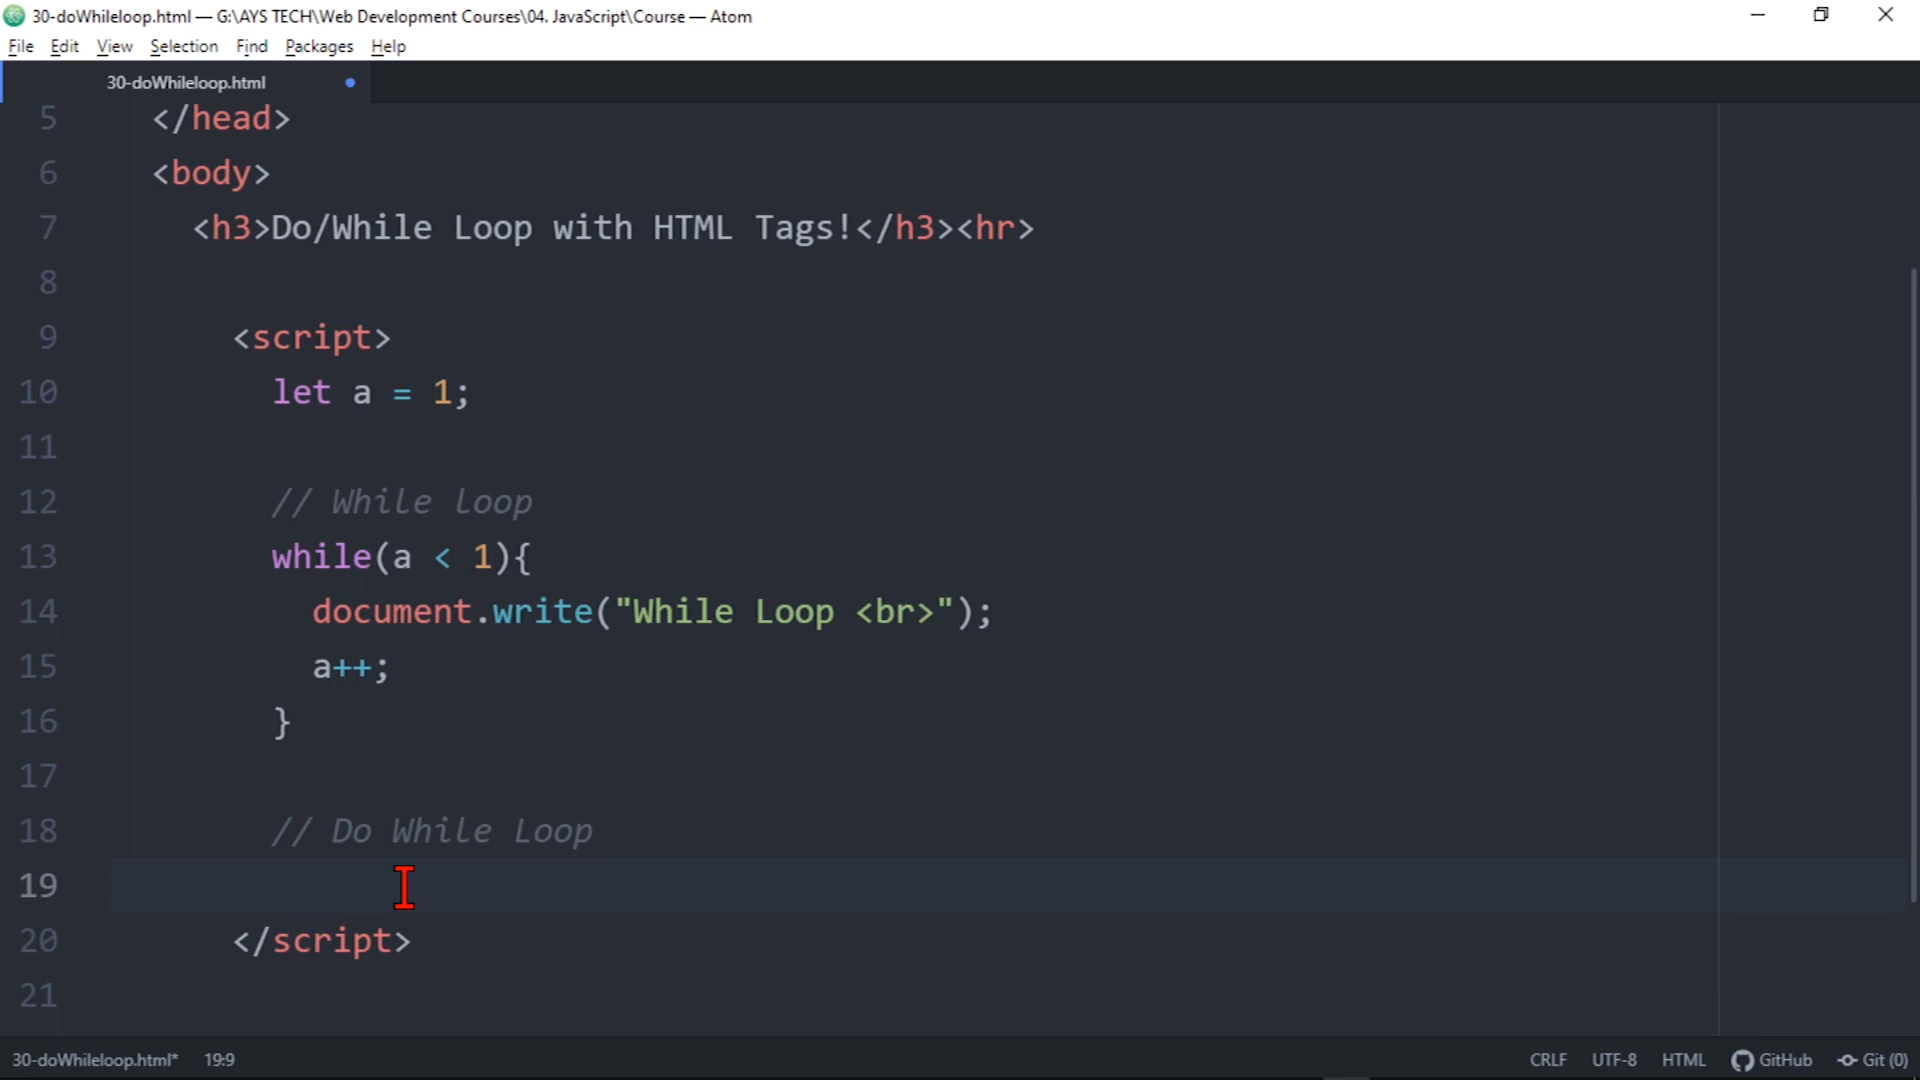 30-doWhileloop.html — G:\AYS TECH\Web Development Courses\04. JavaScript\Course — Atom
File Edit View Selection Find Packages Help
30-doWhileloop.html
5 </head>
6 <body>
7 <h3>Do/While Loop with HTML Tags!</h3><hr>
8
9 <script>
10 let a = 1;
11
12 // While loop
13 while(a < 1){
14 document.write("While Loop <br>");
15 a++;
16 }
17
18 // Do While Loop
19
20 </script>
21
30-doWhileloop.html* 19:9 CRLF UTF-8 HTML GitHub Git (0)